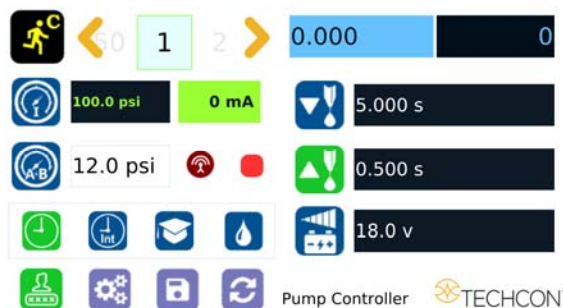 C 50 1 2 0.000 0
I 100.0 psi 0 mA 5.000 s
A-B 12.0 psi 0.500 s
Int 18.0 v
Pump Controller TECHCON